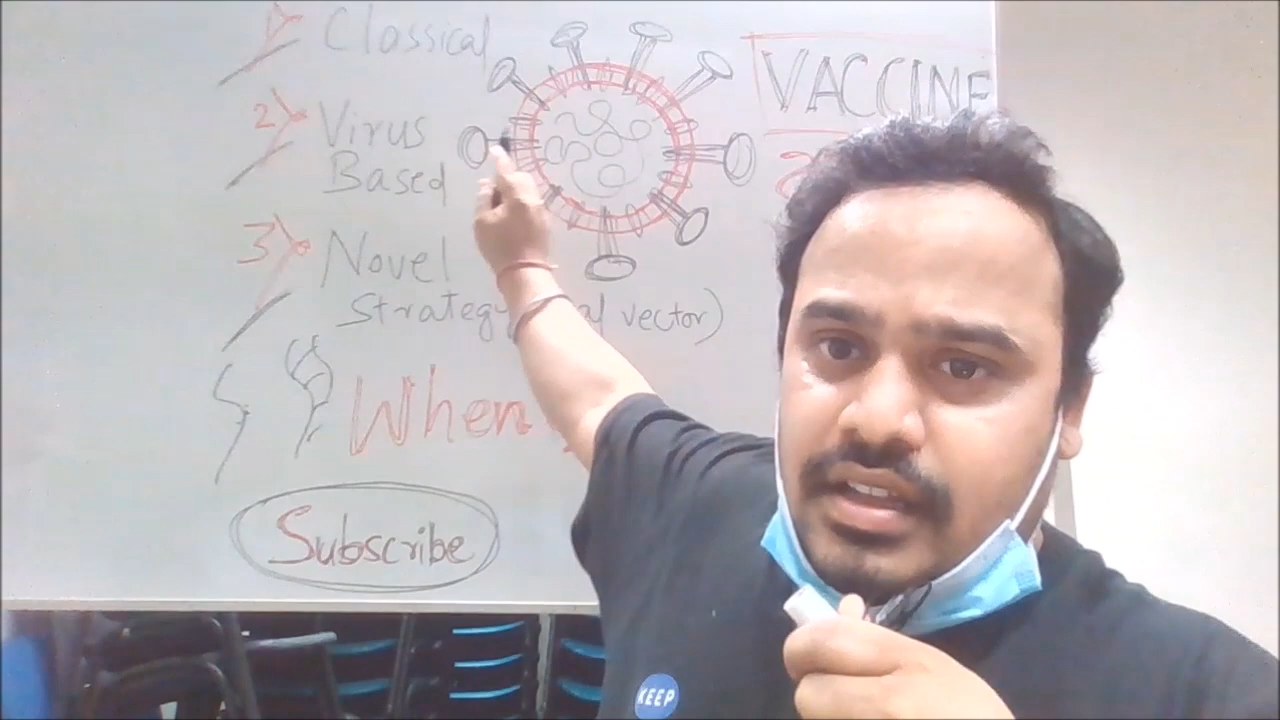 1> Classical
2> Virus
Based
3> Novel
Strategy vector)
When
Subscribe
VACCINE
KEEP